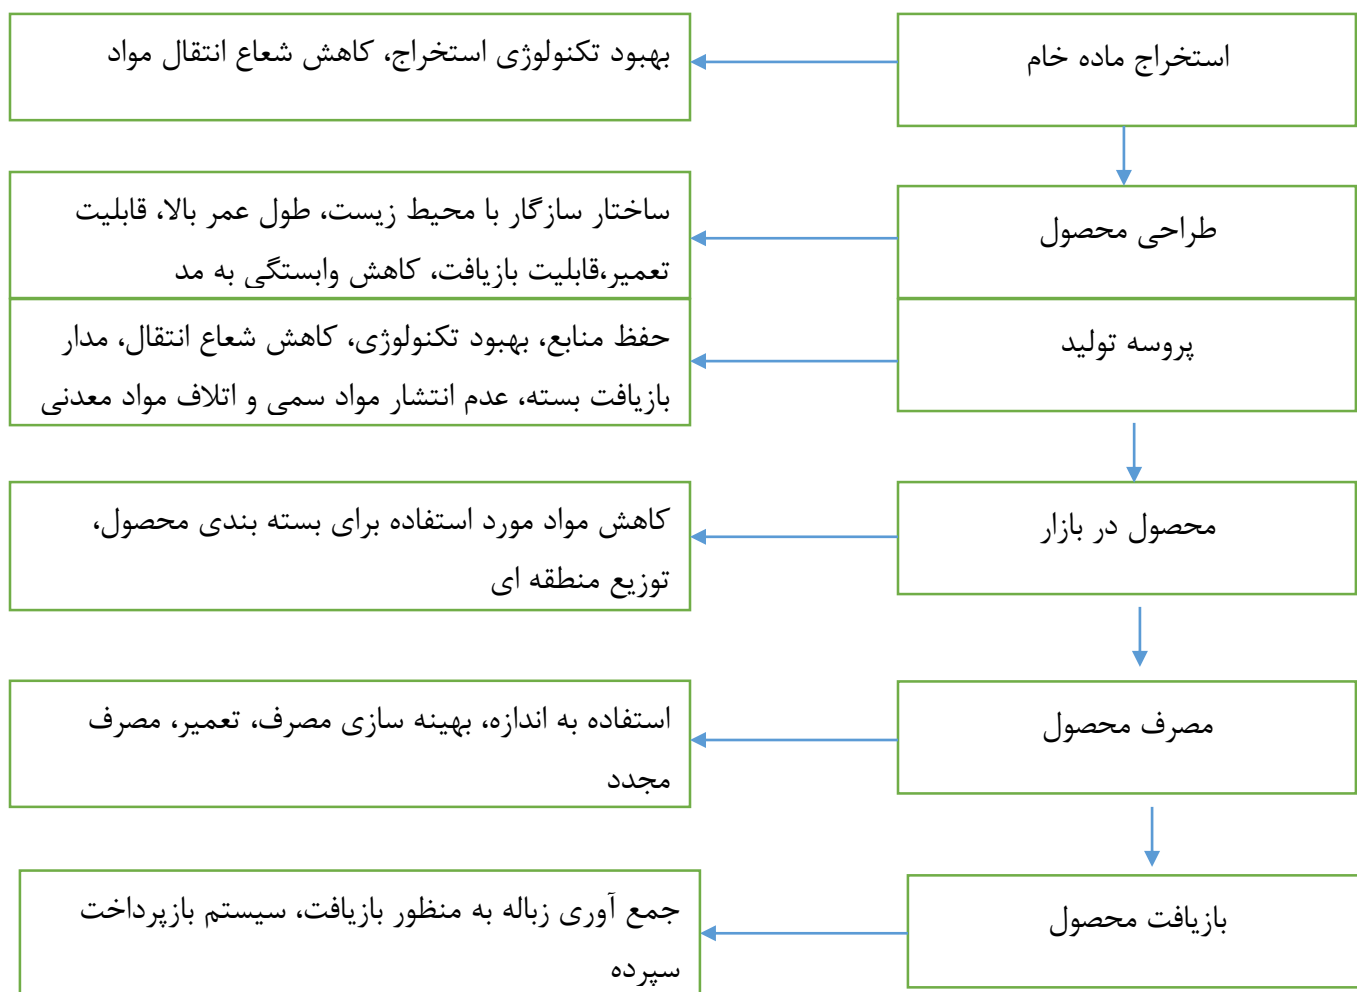 استخراج ماده خام
بهبود تکنولوژی استخراج، کاهش شعاع انتقال مواد
طراحی محصول
ساختار سازگار با محیط زیست، طول عمر بالا، قابلیت
تعمیر،قابلیت بازیافت، کاهش وابستگی به مد
پروسه تولید
حفظ منابع، بهبود تکنولوژی، کاهش شعاع انتقال، مدار
بازیافت بسته، عدم انتشار مواد سمی و اتلاف مواد معدنی
محصول در بازار
کاهش مواد مورد استفاده برای بسته بندی محصول،
توزیع منطقه ای
مصرف محصول
استفاده به اندازه، بهینه سازی مصرف، تعمیر، مصرف
مجدد
بازیافت محصول
جمع آوری زباله به منظور بازیافت، سیستم بازپرداخت
سپرده